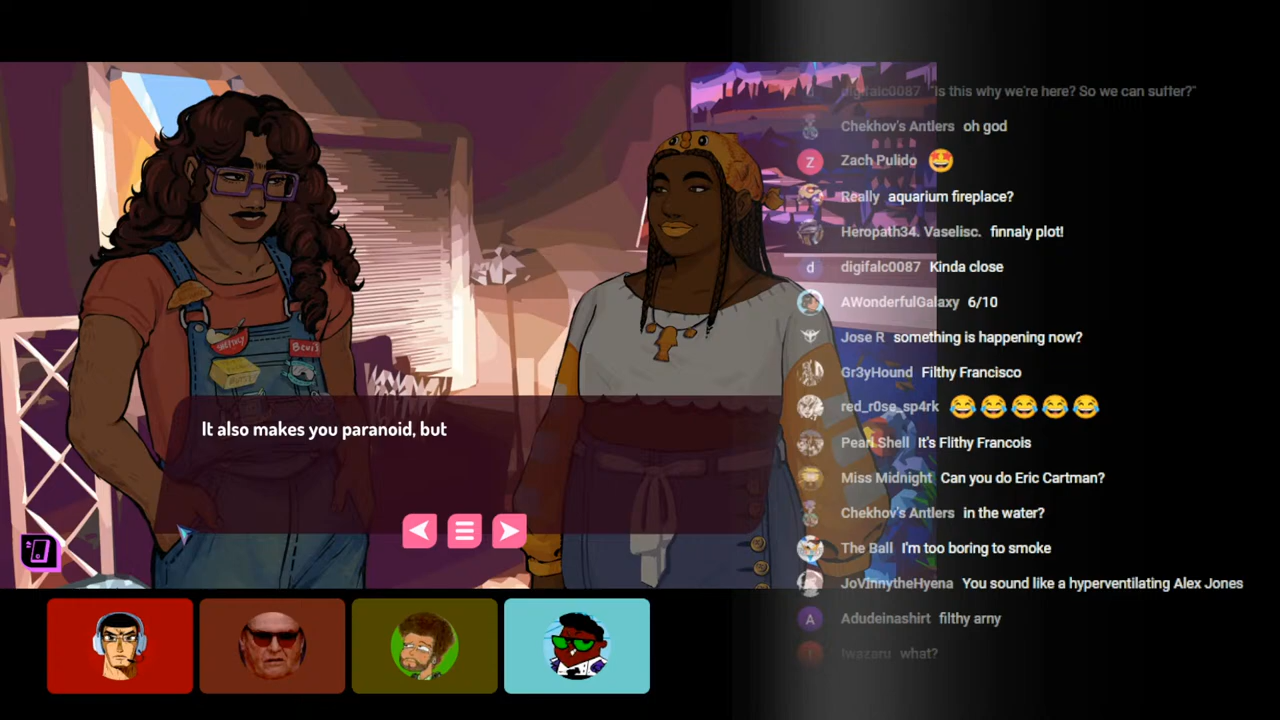 digifalc0087 "Is this why we're here? So we can suffer?"
Chekhov's Antlers oh god
Z Zach Pulido 🤩
Really aquarium fireplace?
Heropath34. Vaselisc. finnaly plot!
d digifalc0087 Kinda close
AWonderfulGalaxy 6/10
Jose R something is happening now?
Gr3yHound Filthy Francisco
red_r0se_sp4rk 😂😂😂😂😂
Pearl Shell It's Flithy Francois
Miss Midnight Can you do Eric Cartman?
Chekhov's Antlers in the water?
The Ball I'm too boring to smoke
JoVinnytheHyena You sound like a hyperventilating Alex Jones
A Adudeinashirt filthy arny
Iwazaru what?
It also makes you paranoid, but